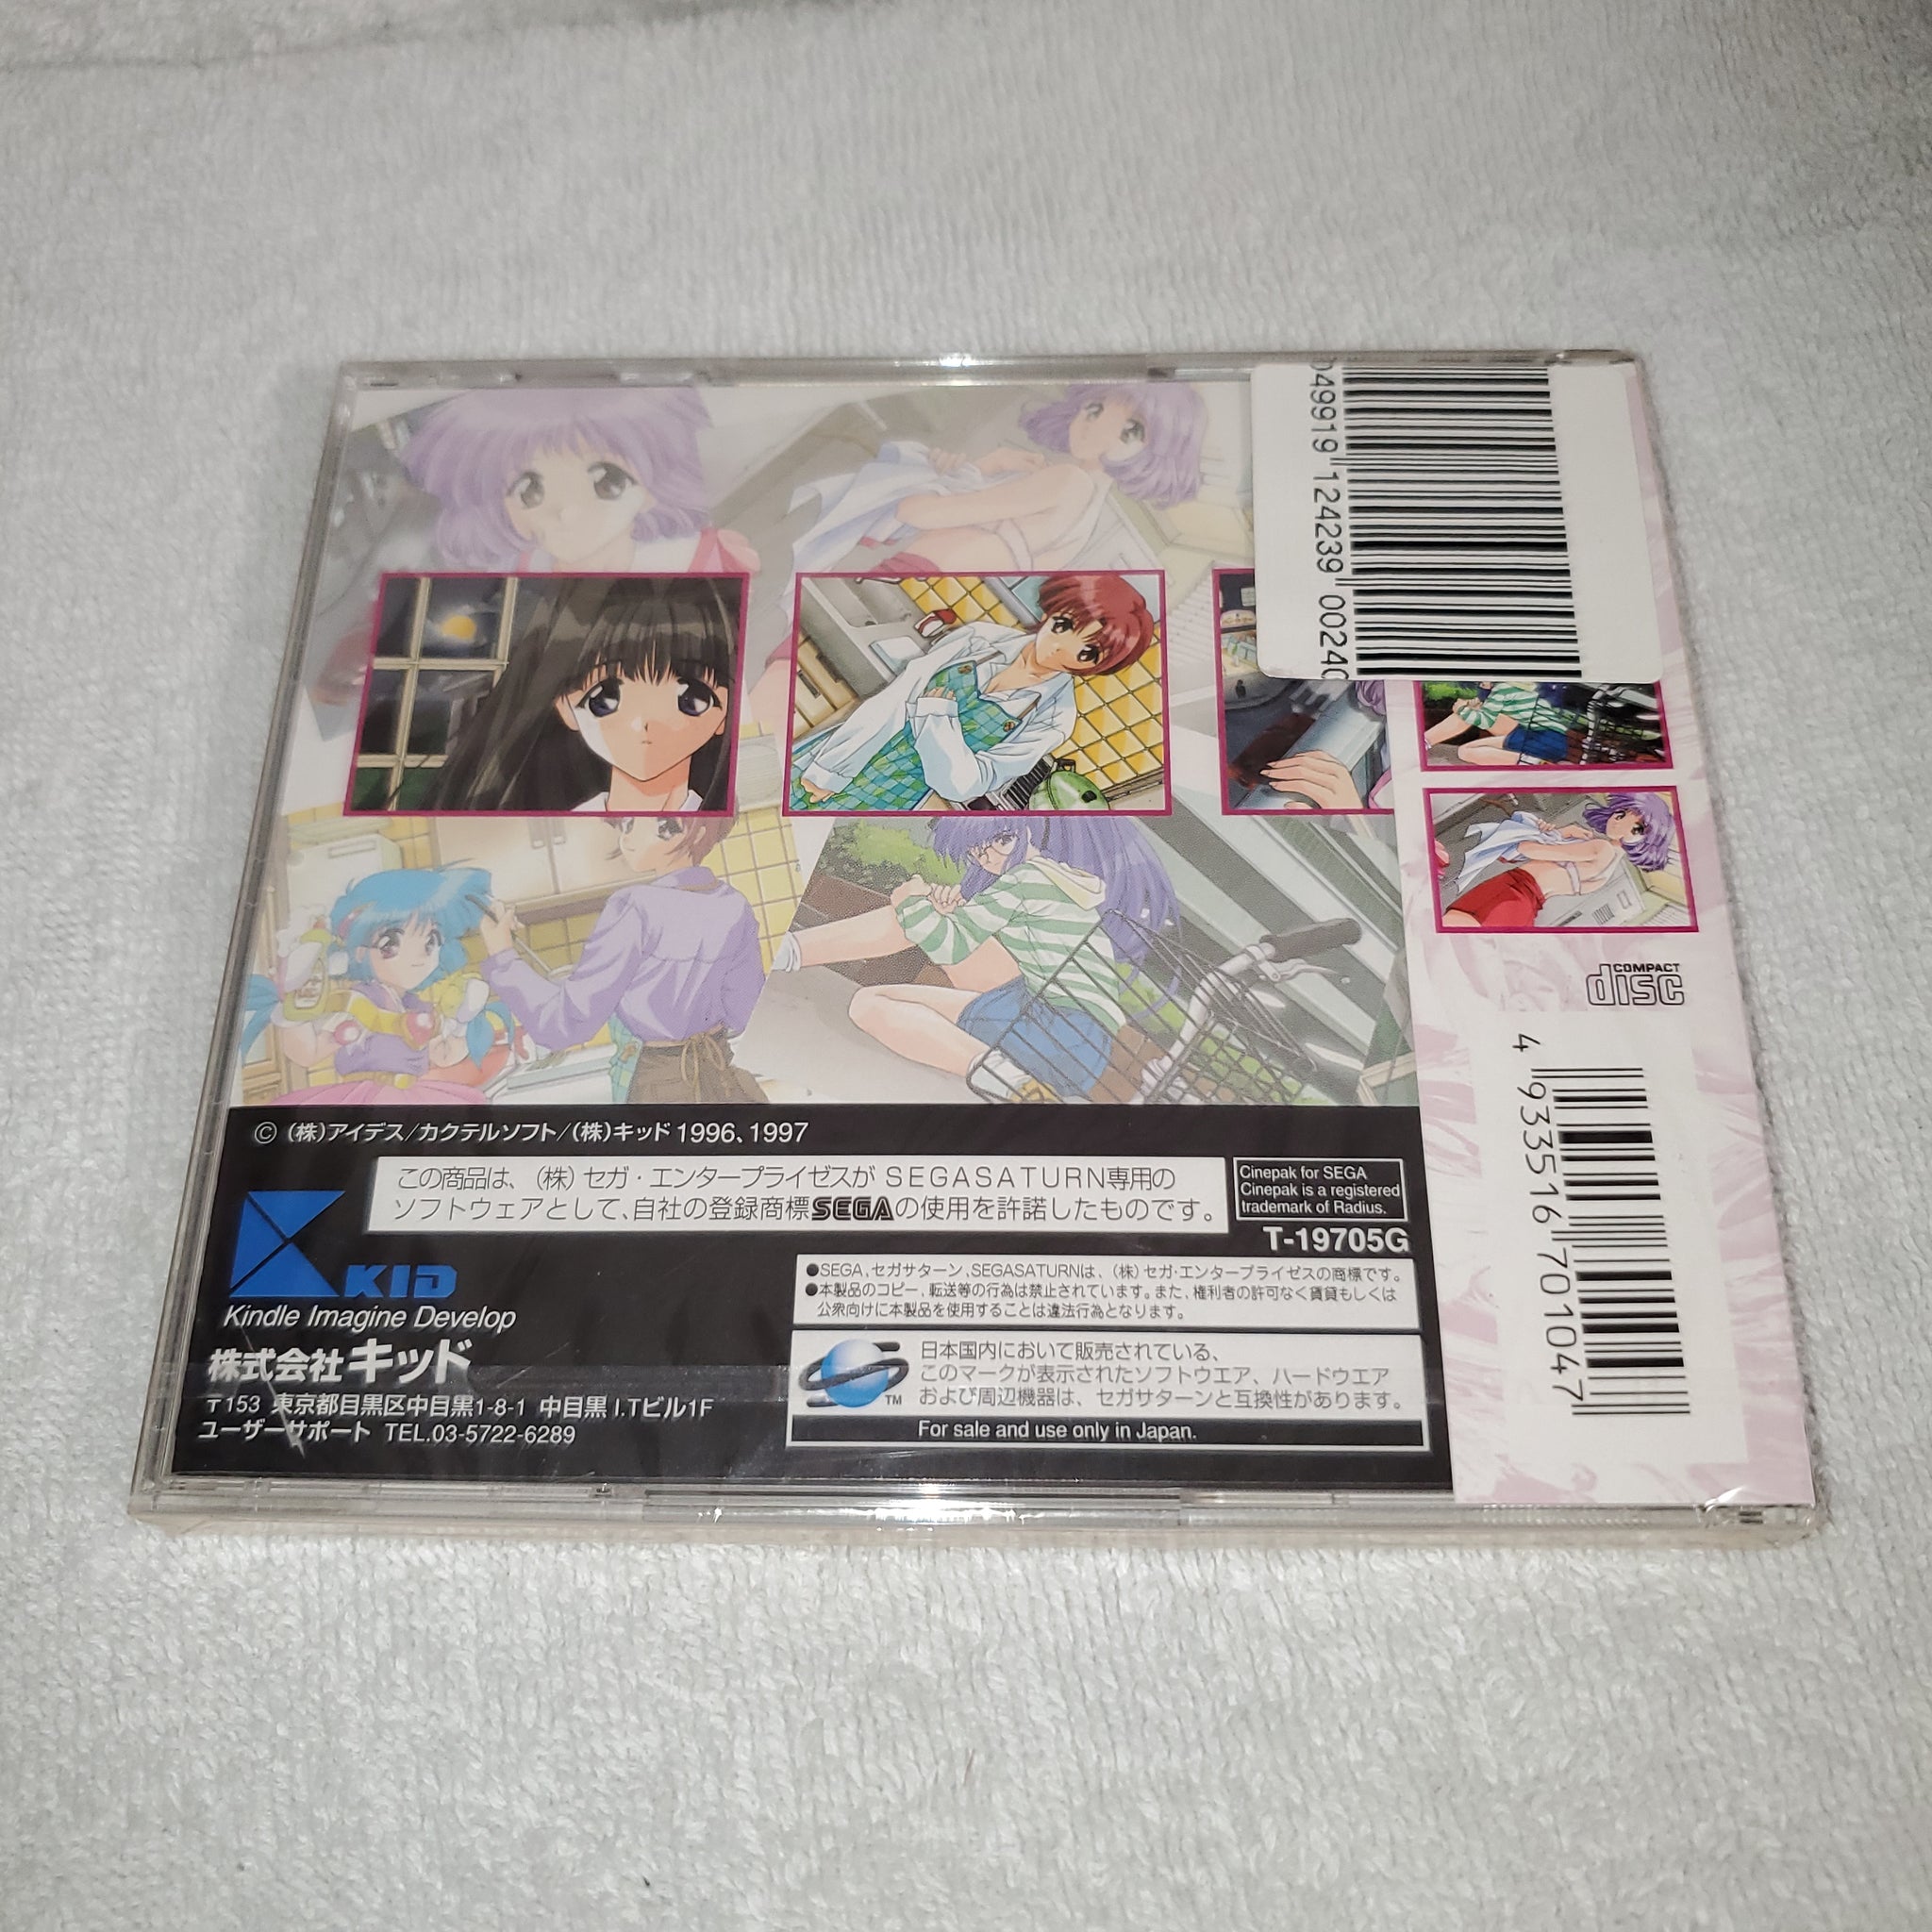 049919 124239 0024
COMPACT
disc
4 933516 701047
© (株)アイデス/カクテルソフト/(株)キッド 1996、1997
この商品は、(株) セガ・エンタープライゼスが SEGASATURN専用の
ソフトウェアとして、自社の登録商標SEGAの使用を許諾したものです。
Cinepak for SEGA
Cinepak is a registered
trademark of Radius.
T-19705G
KID
Kindle Imagine Develop
株式会社キッド
〒153 東京都目黒区中目黒1-8-1 中目黒 I.Tビル1F
ユーザーサポート TEL.03-5722-6289
●SEGA,セガサターン,SEGASATURNは、(株) セガ・エンタープライゼスの商標です。
●本製品のコピー、転送等の行為は禁止されています。また、権利者の許可なく賃貸もしくは
公衆向けに本製品を使用することは違法行為となります。
日本国内において販売されている、
このマークが表示されたソフトウエア、ハードウエア
および周辺機器は、セガサターンと互換性があります。
TM
For sale and use only in Japan.